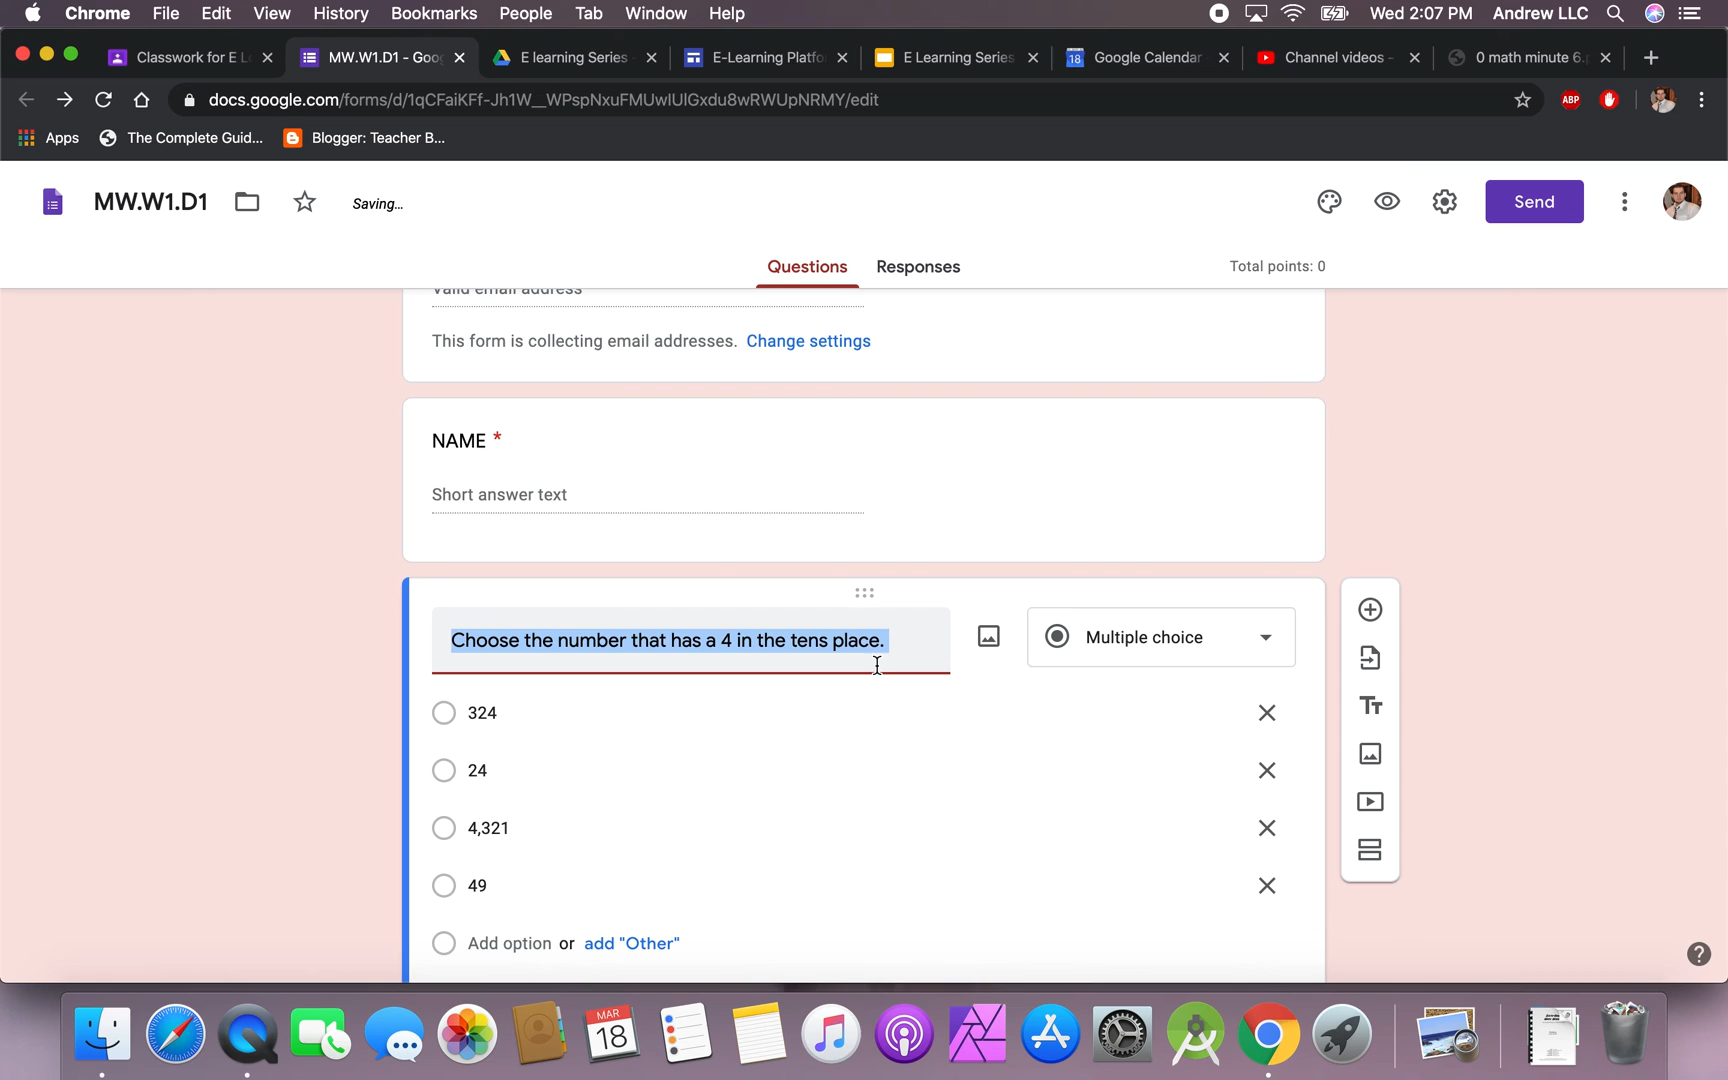 Chrome File Edit View History Bookmarks People Tab Window Help Wed 2:07 PM Andrew LLC
Classwork for E L MW.W1.D1 - Goo E learning Series E-Learning Platfo E Learning Series Google Calendar 18 Channel videos - 0 math minute 6.p
docs.google.com/forms/d/1qCFaiKFf-Jh1W__WPspNxuFMUwIUIGxdu8wRWUpNRMY/edit ABP
Apps The Complete Guid... Blogger: Teacher B...
MW.W1.D1 Saving... Send
Questions Responses Total points: 0
Valid email address
This form is collecting email addresses. Change settings
NAME *
Short answer text
Choose the number that has a 4 in the tens place. Multiple choice
324
24
4,321
49
Add option or add "Other"
MAR
18